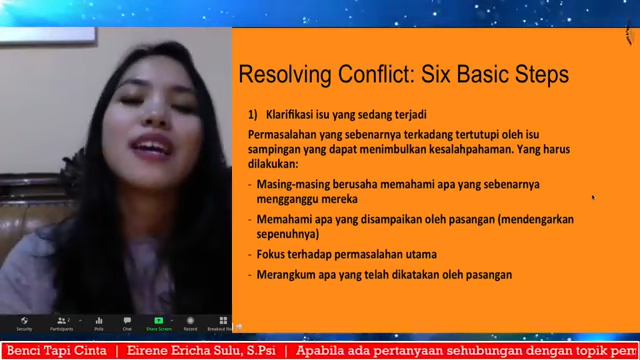 Resolving Conflict: Six Basic Steps
1) Klarifikasi isu yang sedang terjadi
Permasalahan yang sebenarnya terkadang tertutupi oleh isu
sampingan yang dapat menimbulkan kesalahpahaman. Yang harus
dilakukan:
- Masing-masing berusaha memahami apa yang sebenarnya
mengganggu mereka
- Memahami apa yang disampaikan oleh pasangan (mendengarkan
sepenuhnya)
- Fokus terhadap permasalahan utama
- Merangkum apa yang telah dikatakan oleh pasangan
Security Participants Polls Chat Share Screen Record Breakout
Benci Tapi Cinta | Eirene Ericha Sulu, S.Psi | Apabila ada pertanyaan sehubungan dengan topik